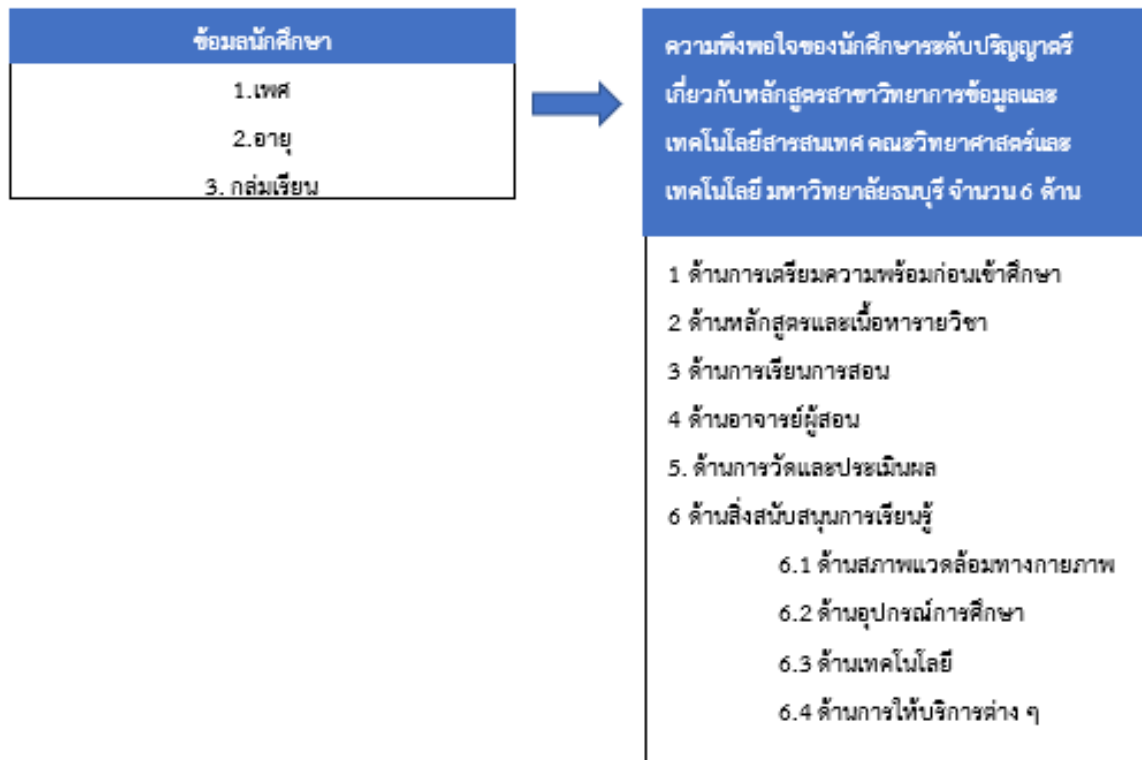 ข้อมลนักศึกษา
1.เพศ
2.อายุ
3. กล่มเรียน
ความพึงพอใจของนักศึกษาระดับปริญญาตรี
เกี่ยวกับหลักสูตรสาขาวิทยาการข้อมูลและ
เทคโนโลยีสารสนเทศ คณะวิทยาศาสตร์และ
เทคโนโลยี มหาวิทยาลัยธนบุรี จำนวน 6 ด้าน
1 ด้านการเตรียมความพร้อมก่อนเข้าศึกษา
2 ด้านหลักสูตรและเนื้อหารายวิชา
3 ด้านการเรียนการสอน
4 ด้านอาจารย์ผู้สอน
5. ด้านการวัดและประเมินผล
6 ด้านสิ่งสนับสนุนการเรียนรู้
6.1 ด้านสภาพแวดล้อมทางกายภาพ
6.2 ด้านอุปกรณ์การศึกษา
6.3 ด้านเทคโนโลยี
6.4 ด้านการให้บริการต่าง ๆ